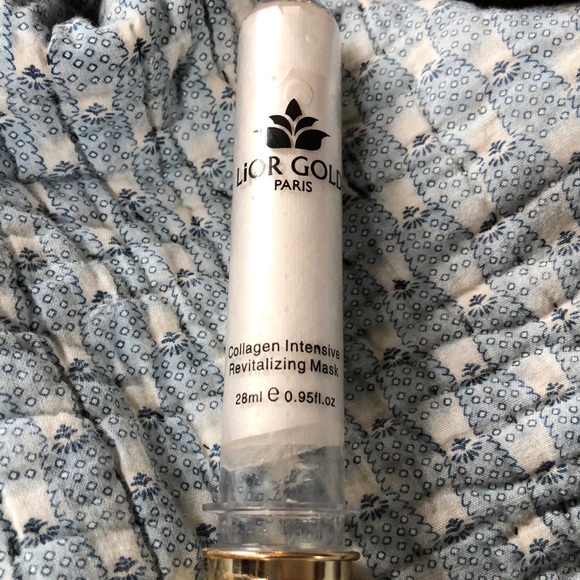 LiOR GOLD
PARIS
Collagen Intensive
Revitalizing Mask
28ml e 0.95fl.oz